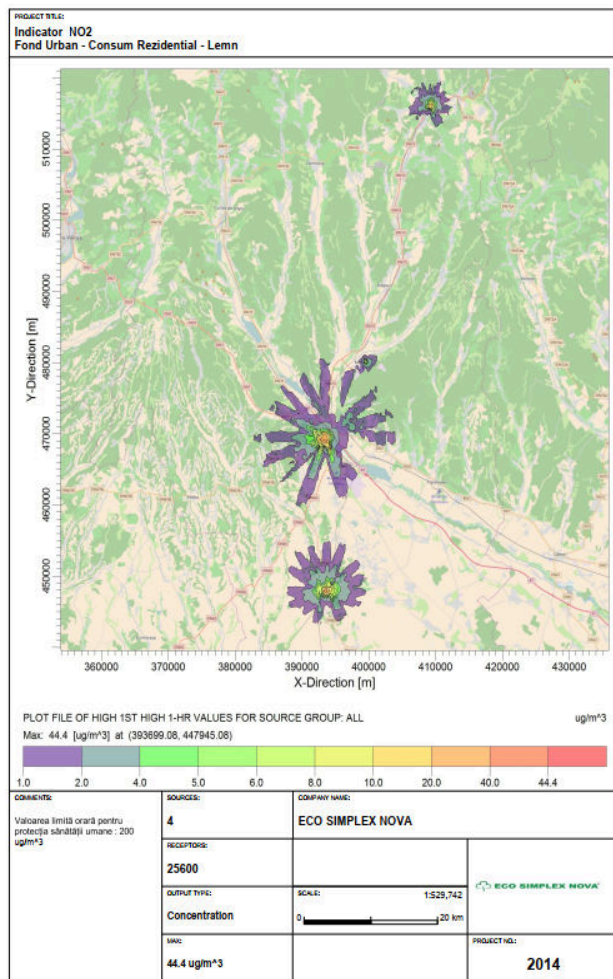 PROJECT TITLE:
Indicator NO2
Fond Urban - Consum Rezidential - Lemn
Y-Direction [m]
510000
500000
490000
480000
470000
460000
450000
360000 370000 380000 390000 400000 410000 420000 430000
X-Direction [m]
PLOT FILE OF HIGH 1ST HIGH 1-HR VALUES FOR SOURCE GROUP: ALL
ug/m^3
Max: 44.4 [ug/m^3] at (393699.08, 447945.08)
1.0 2.0 4.0 5.0 6.0 8.0 10.0 20.0 40.0 44.4
COMMENTS:
Valoarea limită orară pentru
protecția sănătății umane : 200
ug/m^3
SOURCES:
4
COMPANY NAME:
ECO SIMPLEX NOVA
RECEPTORS:
25600
OUTPUT TYPE:
Concentration
SCALE:
1:529,742
0 20 km
ECO SIMPLEX NOVA
MAX:
44.4 ug/m^3
PROJECT NO.:
2014